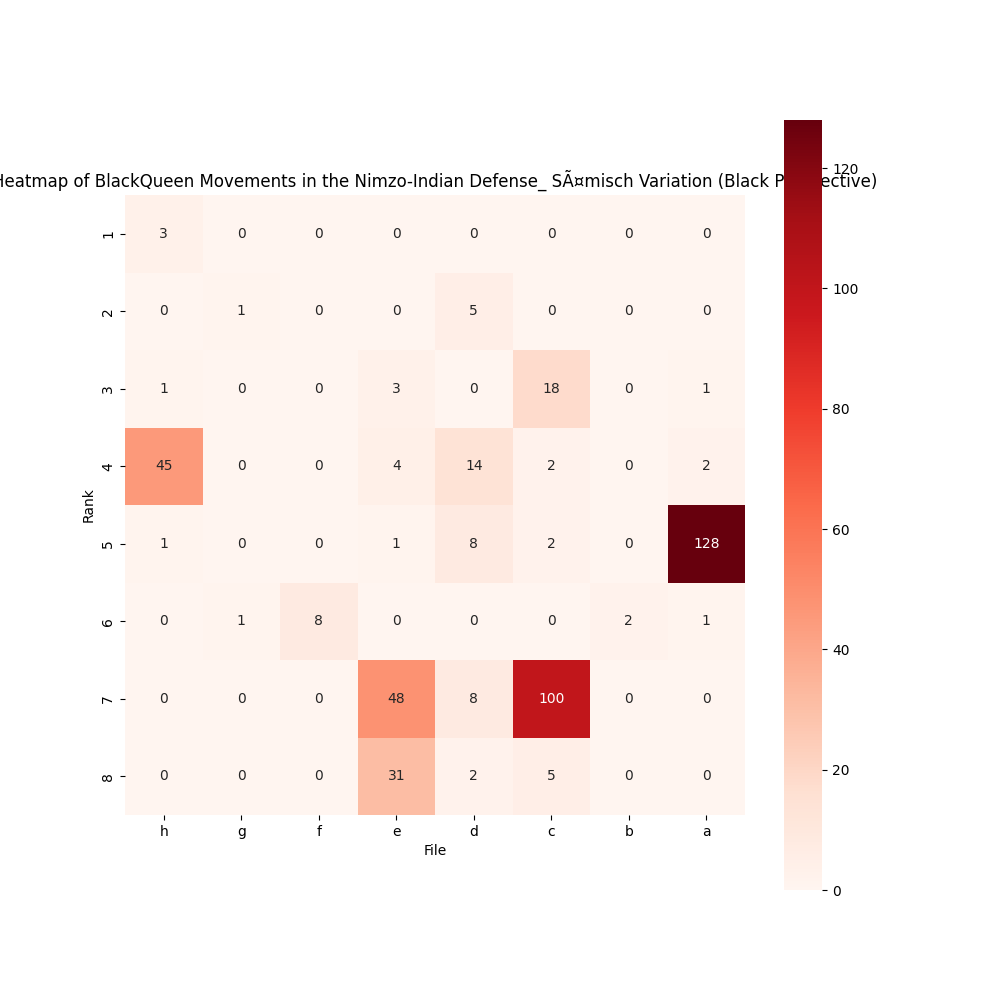 Heatmap of BlackQueen Movements in the Nimzo-Indian Defense_ SÃ¤misch Variation (Black P ective)
120
1 3 0 0 0 0 0 0 0
100
2 0 1 0 0 5 0 0 0
3 1 0 0 3 0 18 0 1
80
4 45 0 0 4 14 2 0 2
Rank
60
5 1 0 0 1 8 2 0 128
6 0 1 8 0 0 0 2 1
40
7 0 0 0 48 8 100 0 0
20
8 0 0 0 31 2 5 0 0
h g f e d c b a
File
0